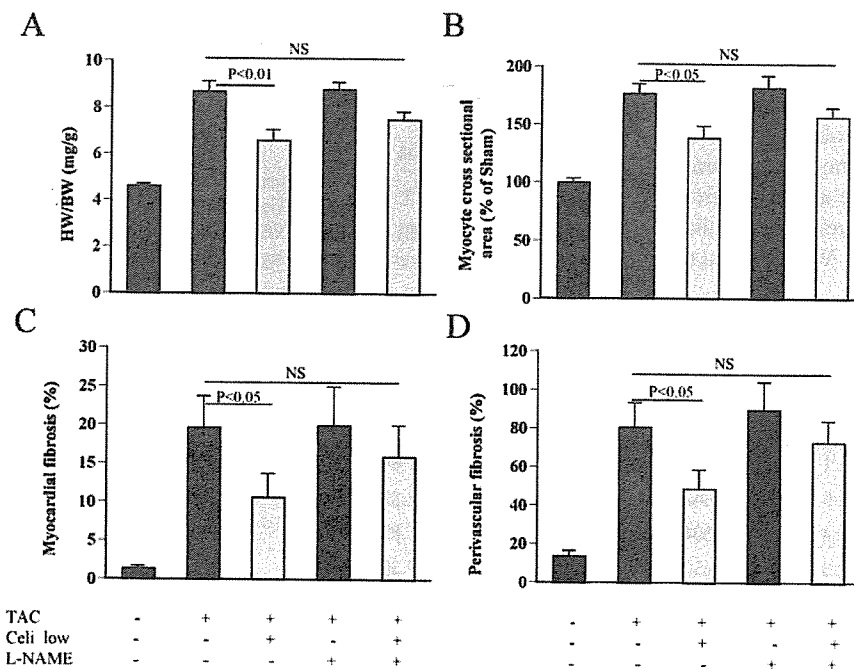 A
NS
P<0.01
10
8
6
4
2
0
HW/BW (mg/g)
B
NS
P<0.05
200
150
100
50
0
Myocyte cross sectional
area (% of Sham)
C
NS
P<0.05
30
25
20
15
10
5
0
Myocardial fibrosis (%)
D
NS
P<0.05
120
100
80
60
40
20
0
Perivascular fibrosis (%)
TAC - + + + + - + + + +
Celi low - - + - + - - + - +
L-NAME - - - + + - - - + +